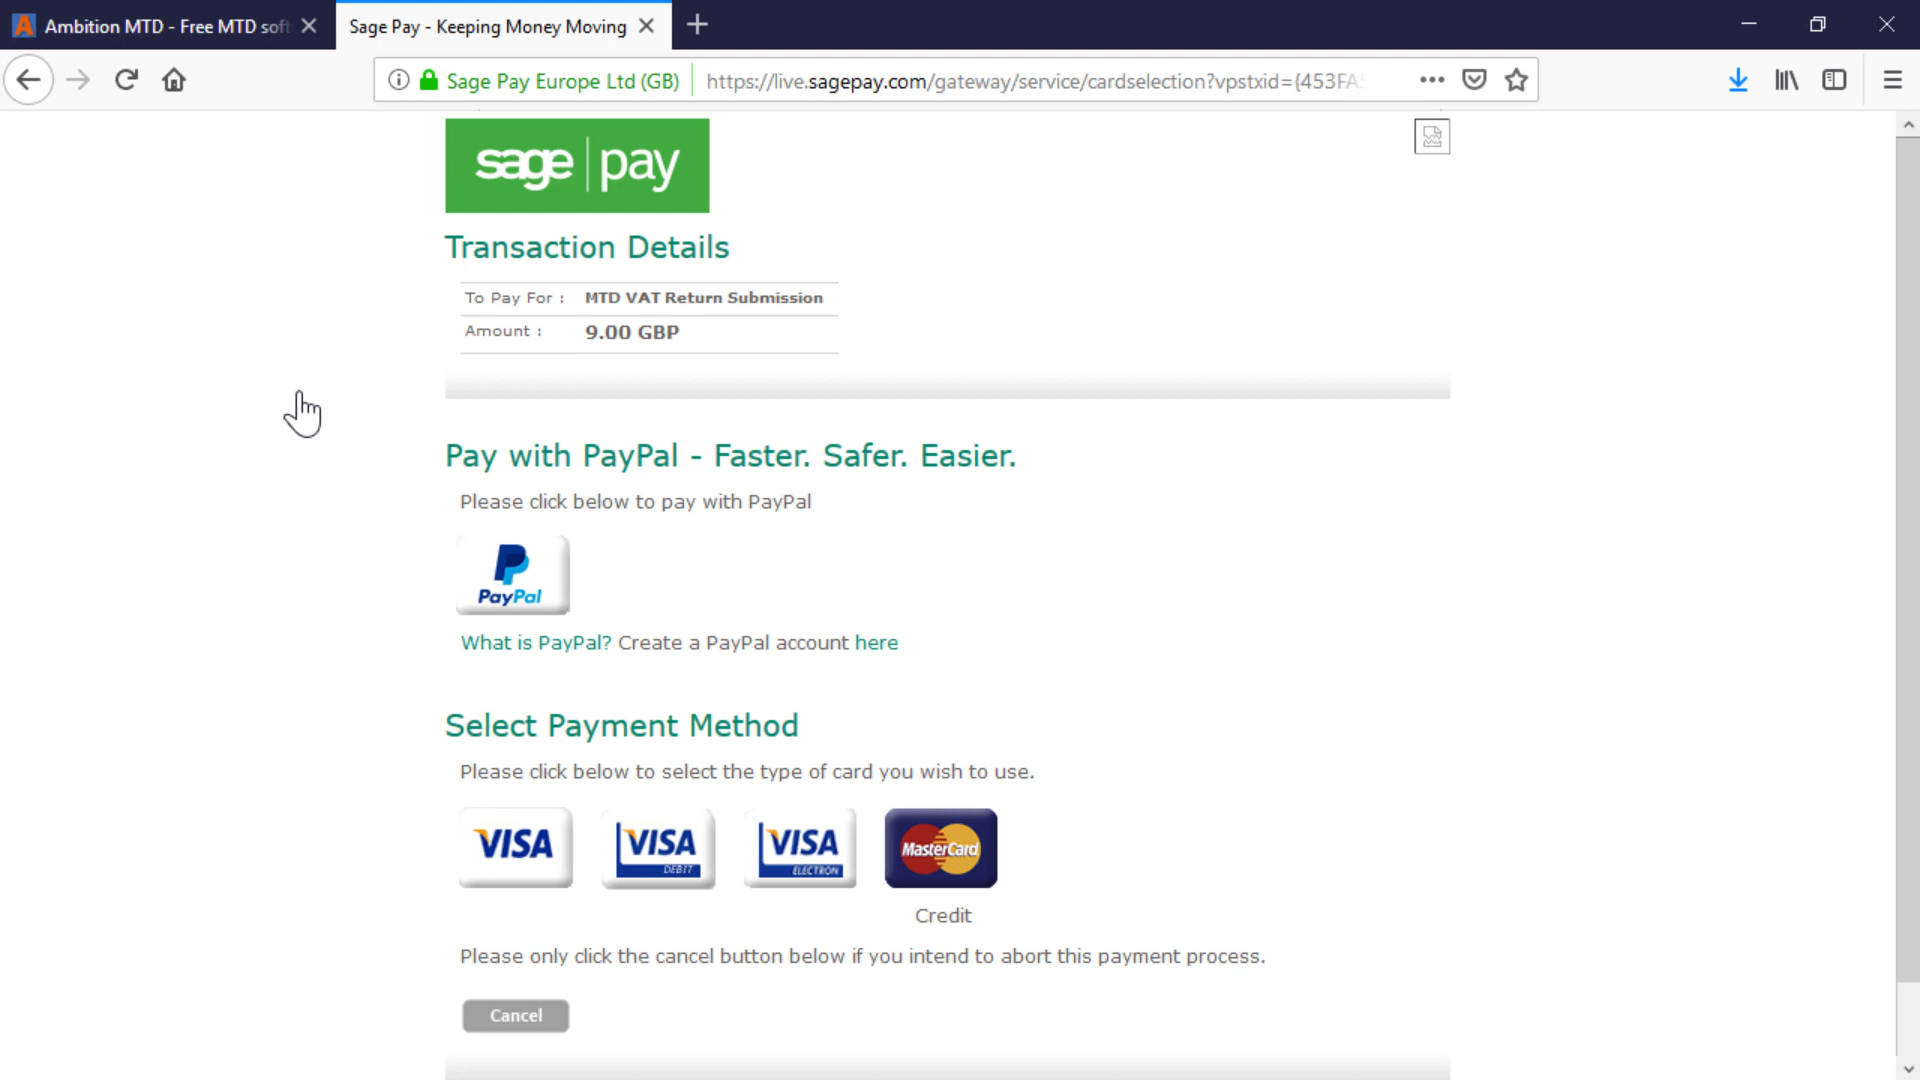 Ambition MTD - Free MTD soft
Sage Pay - Keeping Money Moving
Sage Pay Europe Ltd (GB)
https://live.sagepay.com/gateway/service/cardselection?vpstxid={453FA
sage | pay
Transaction Details
To Pay For : MTD VAT Return Submission
Amount : 9.00 GBP
Pay with PayPal - Faster. Safer. Easier.
Please click below to pay with PayPal
PayPal
What is PayPal? Create a PayPal account here
Select Payment Method
Please click below to select the type of card you wish to use.
VISA
VISA DEBIT
VISA ELECTRON
MasterCard
Credit
Please only click the cancel button below if you intend to abort this payment process.
Cancel